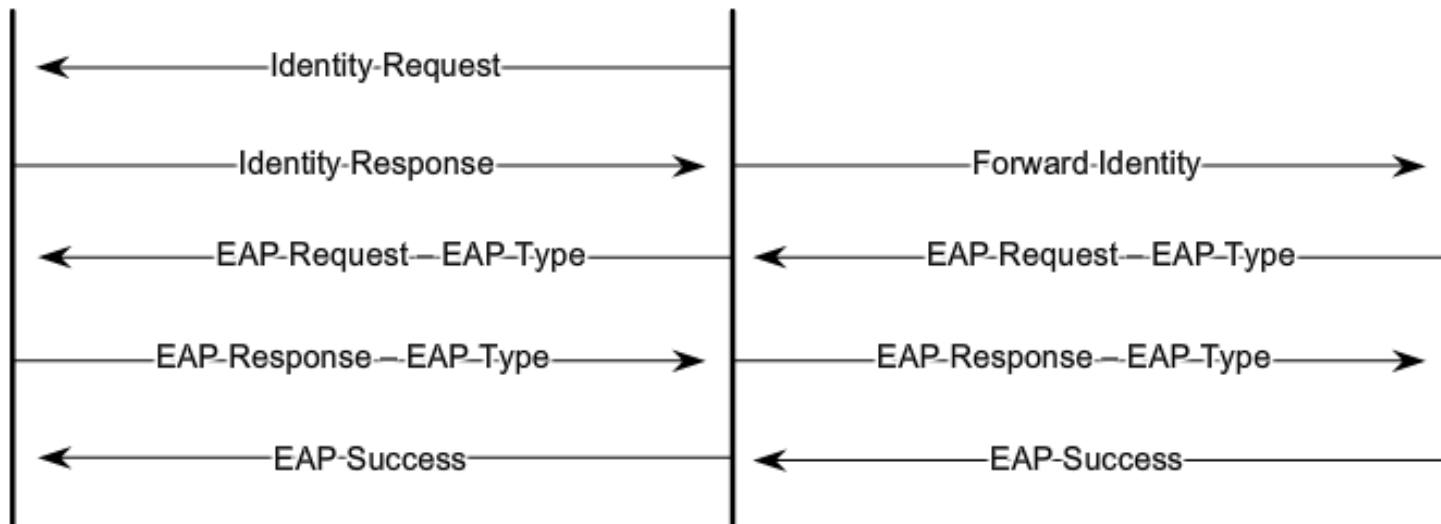 Identity Request
Identity Response
Forward Identity
EAP Request – EAP Type
EAP Request – EAP Type
EAP Response – EAP Type
EAP Response – EAP Type
EAP Success
EAP Success